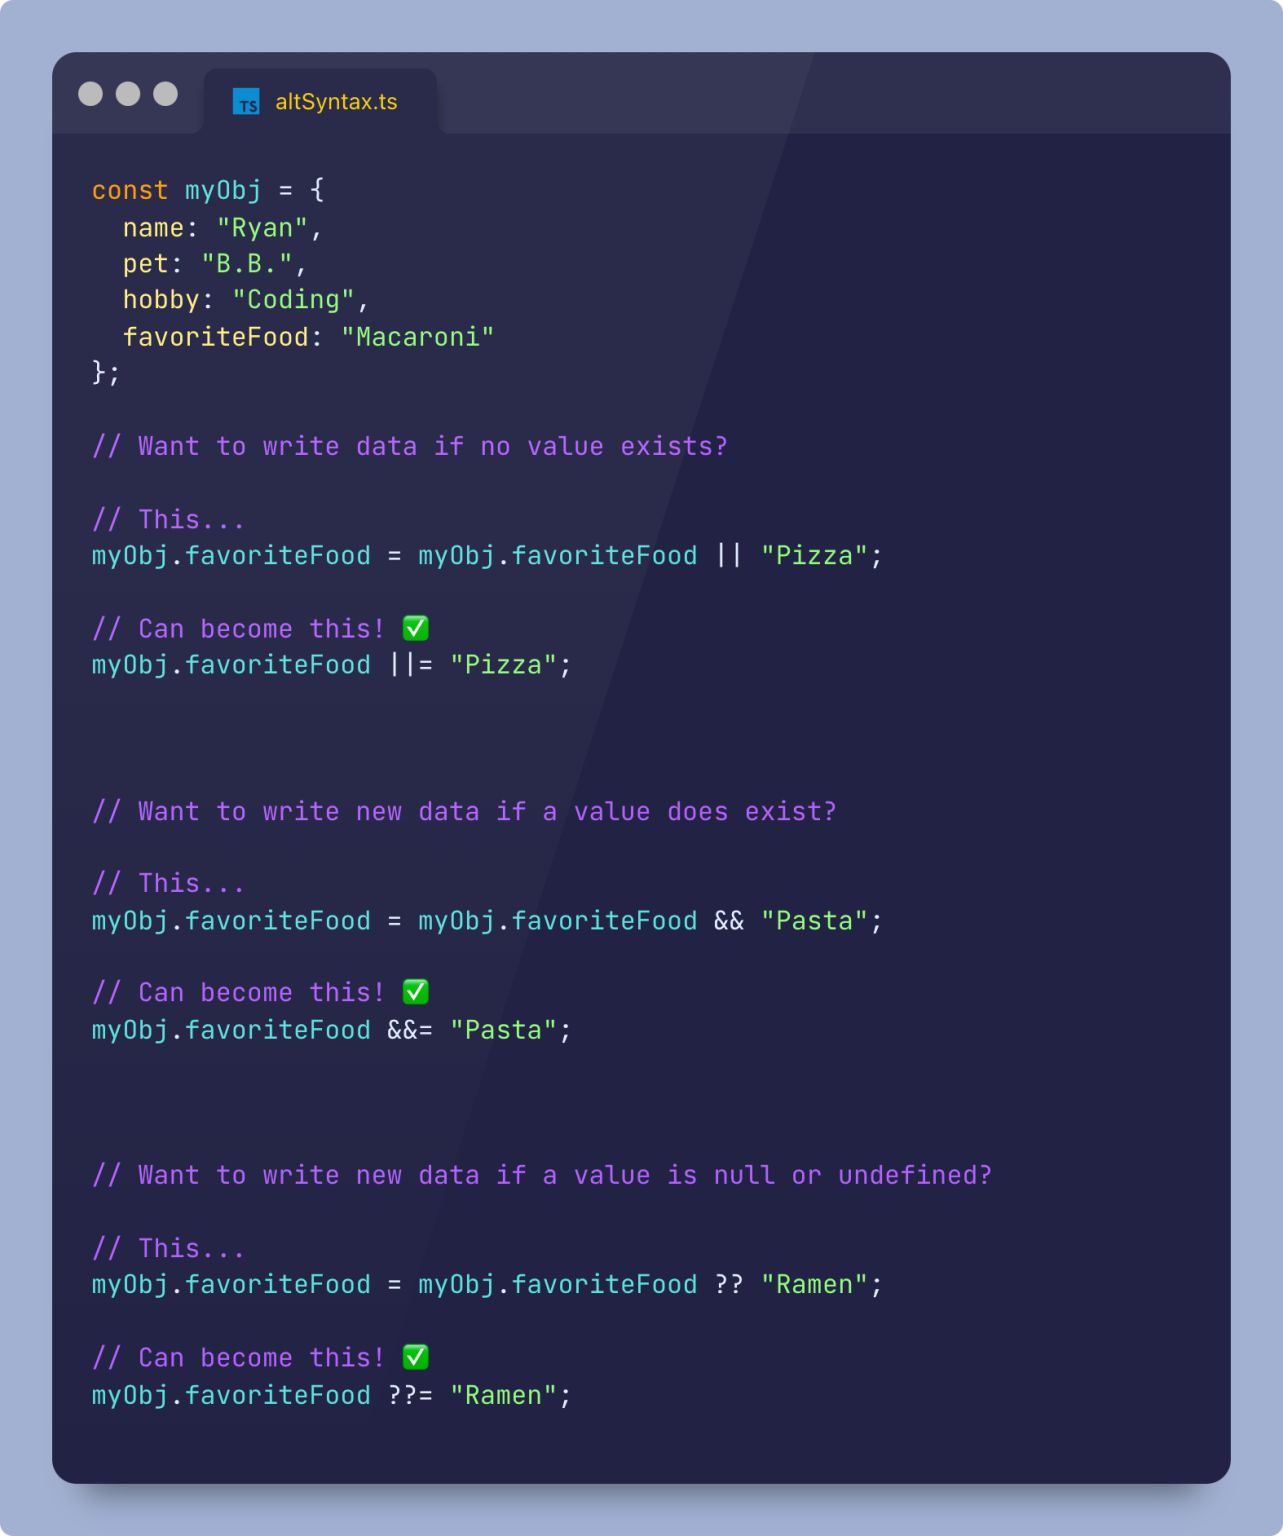 TS altSyntax.ts
const myObj = {
  name: "Ryan",
  pet: "B.B.",
  hobby: "Coding",
  favoriteFood: "Macaroni"
};
// Want to write data if no value exists?
// This...
myObj.favoriteFood = myObj.favoriteFood || "Pizza";
// Can become this! ✅
myObj.favoriteFood ||= "Pizza";
// Want to write new data if a value does exist?
// This...
myObj.favoriteFood = myObj.favoriteFood && "Pasta";
// Can become this! ✅
myObj.favoriteFood &&= "Pasta";
// Want to write new data if a value is null or undefined?
// This...
myObj.favoriteFood = myObj.favoriteFood ?? "Ramen";
// Can become this! ✅
myObj.favoriteFood ??= "Ramen";